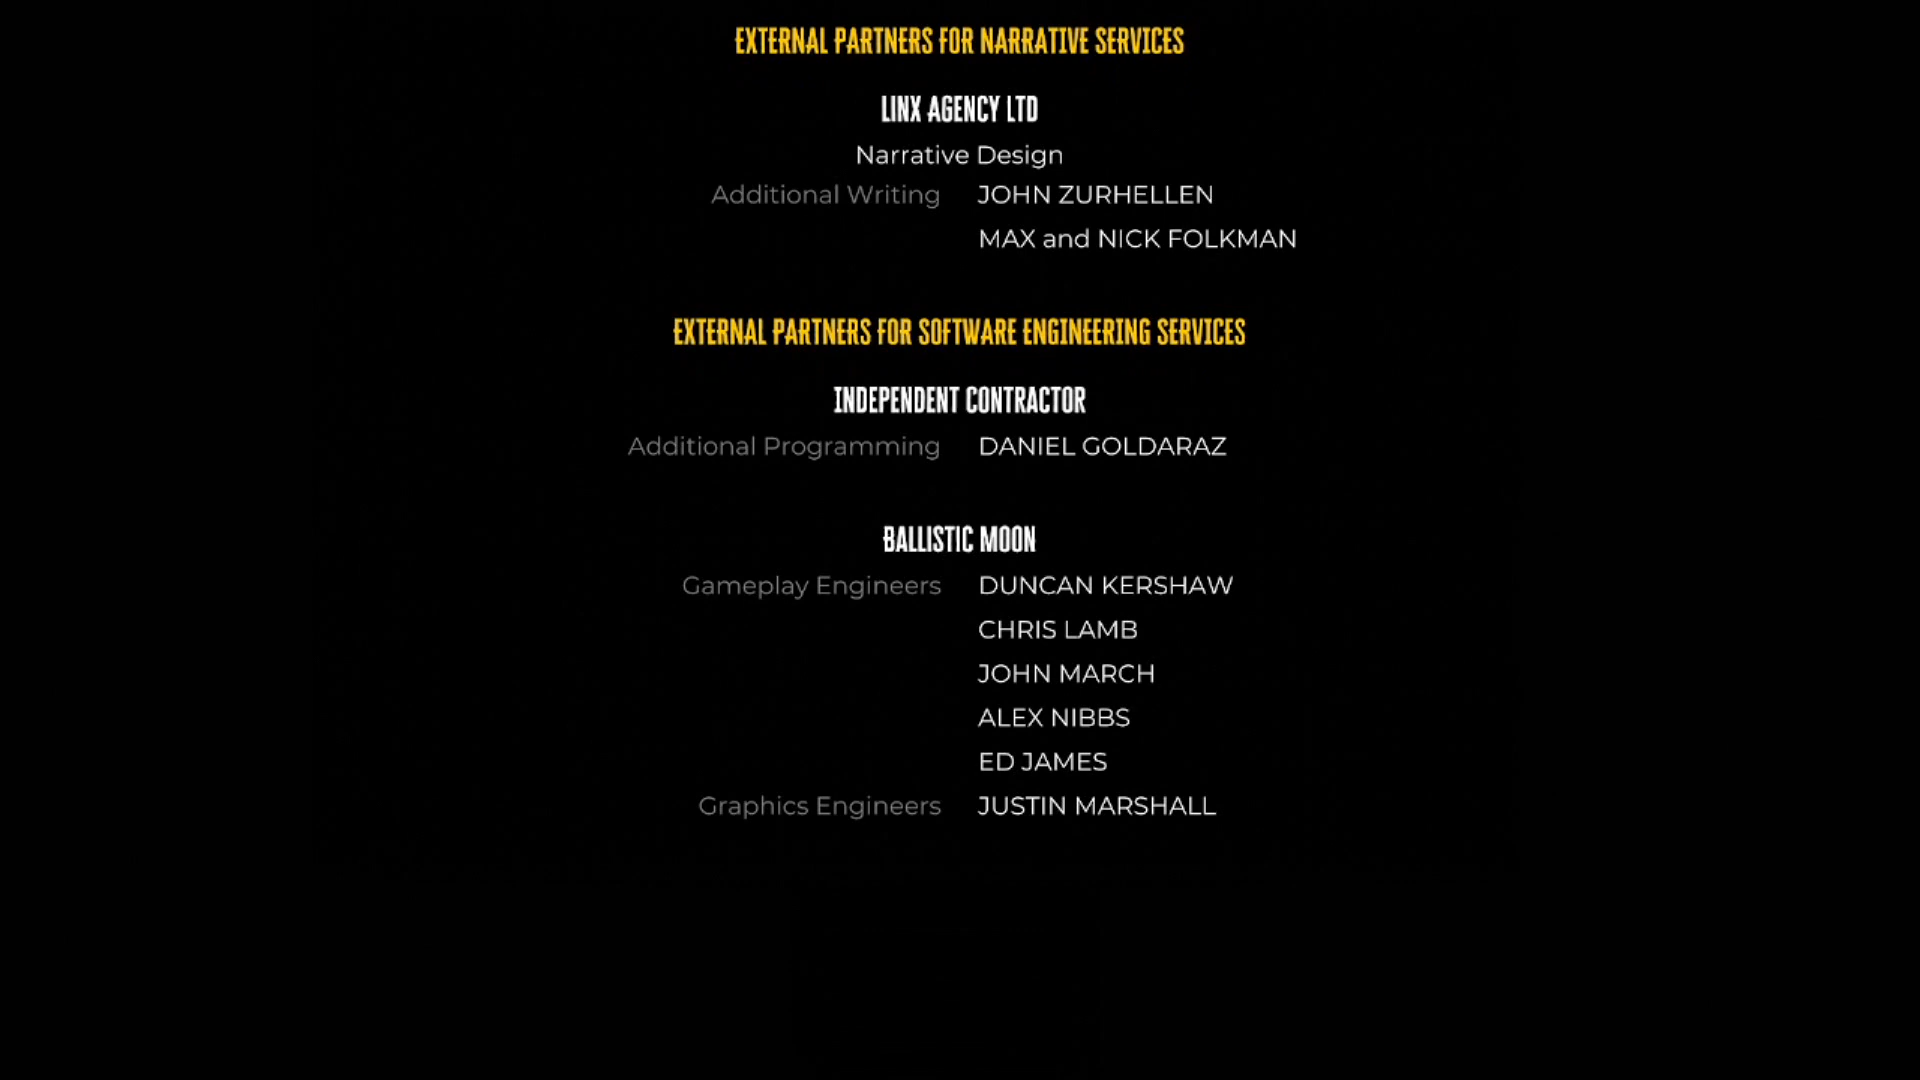 EXTERNAL PARTNERS FOR NARRATIVE SERVICES
LINX AGENCY LTD
Narrative Design
Additional Writing JOHN ZURHELLEN
MAX and NICK FOLKMAN
EXTERNAL PARTNERS FOR SOFTWARE ENGINEERING SERVICES
INDEPENDENT CONTRACTOR
Additional Programming DANIEL GOLDARAZ
BALLISTIC MOON
Gameplay Engineers DUNCAN KERSHAW
CHRIS LAMB
JOHN MARCH
ALEX NIBBS
ED JAMES
Graphics Engineers JUSTIN MARSHALL